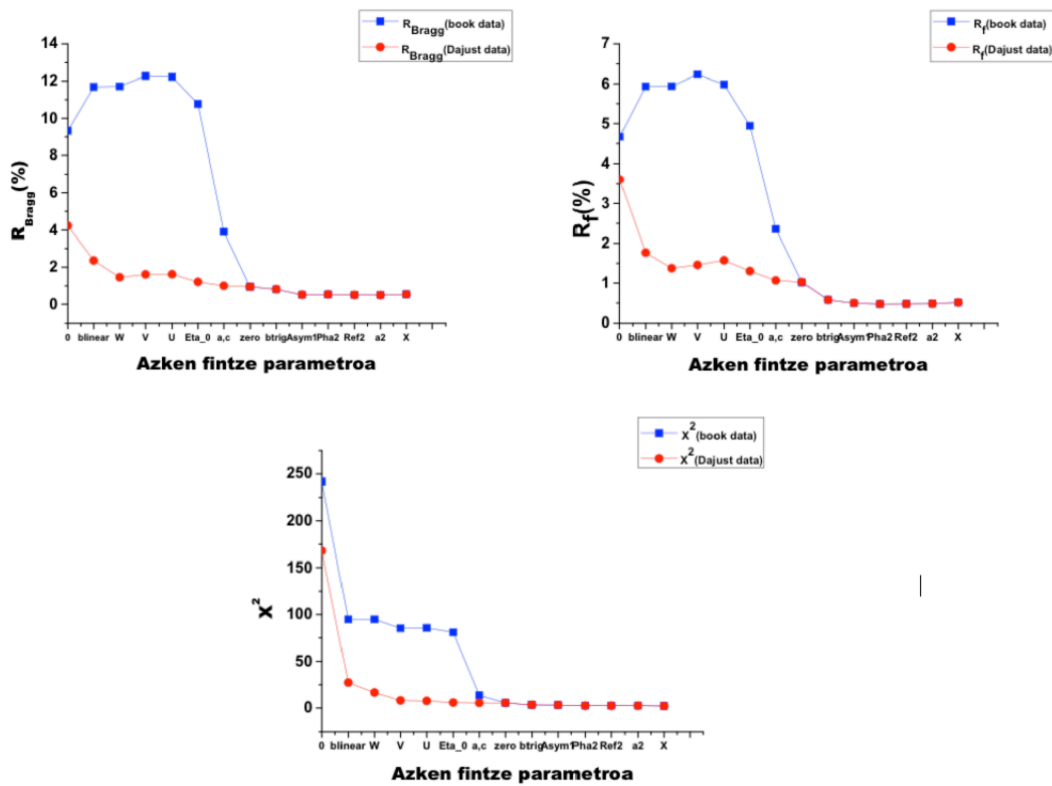 R_Bragg(book data)
R_Bragg(Dajust data)
14
12
10
8
6
4
2
0
R_Bragg(%)
0 blinear W V U Eta_0 a,c zero btrig Asym1 Pha2 Ref2 a2 X
Azken fintze parametroa
R_f(book data)
R_f(Dajust data)
7
6
5
4
3
2
1
0
R_f(%)
0 blinear W V U Eta_0 a,c zero btrig Asym1 Pha2 Ref2 a2 X
Azken fintze parametroa
X^2(book data)
X^2(Dajust data)
250
200
150
100
50
0
X^2
0 blinear W V U Eta_0 a,c zero btrig Asym1 Pha2 Ref2 a2 X
Azken fintze parametroa